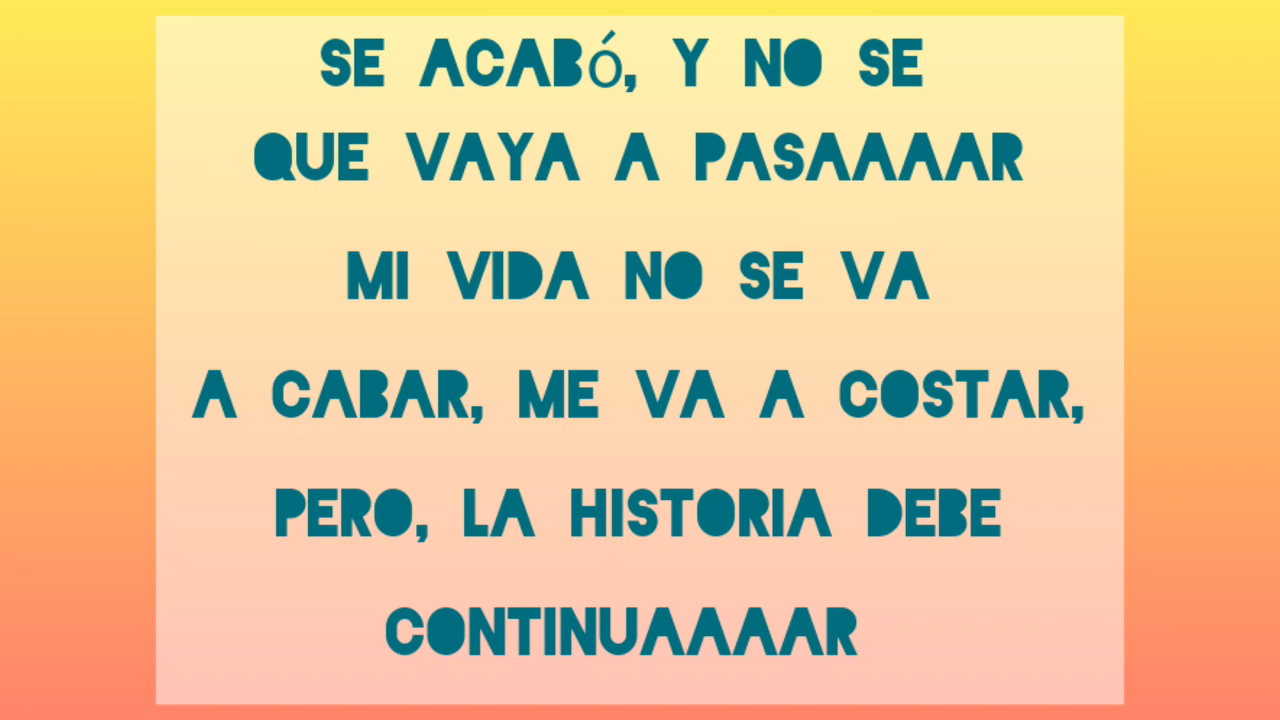 SE ACABó, Y NO SE
QUE VAYA A PASAAAAR
MI VIDA NO SE VA
A CABAR, ME VA A COSTAR,
PERO, LA HISTORIA DEBE
CONTINUAAAAR